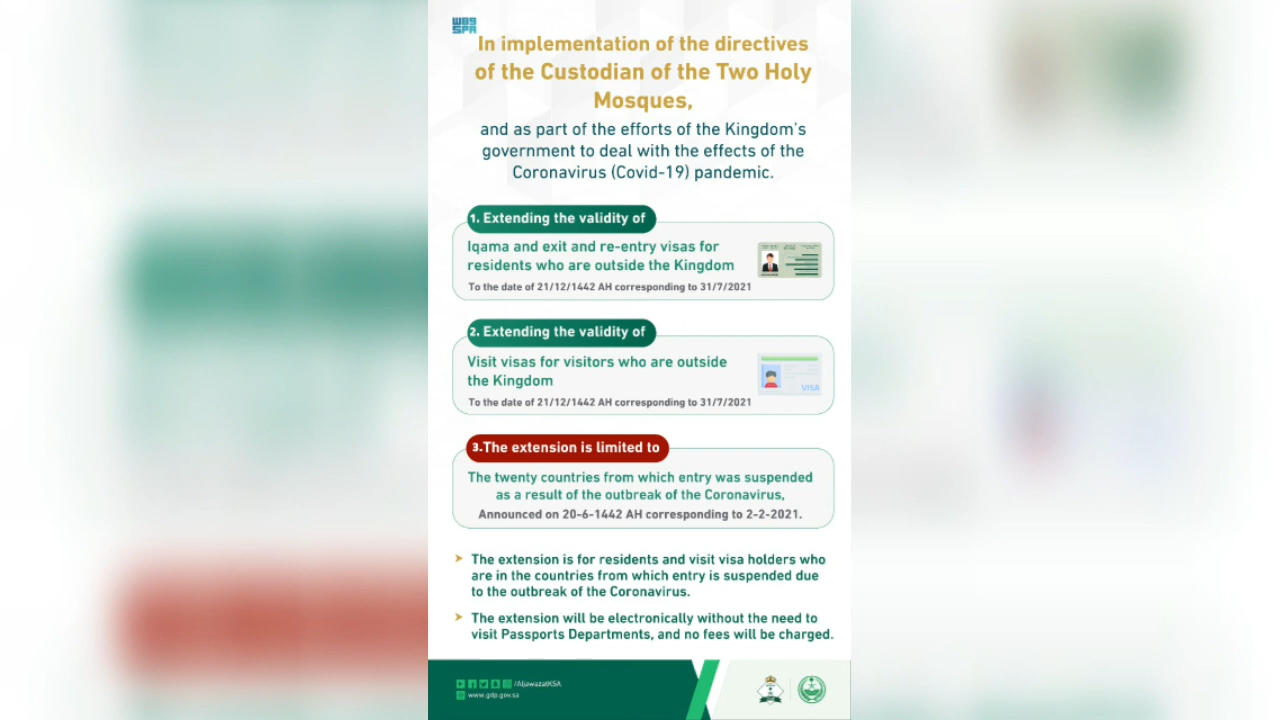 واس
SPA
In implementation of the directives
of the Custodian of the Two Holy
Mosques,
and as part of the efforts of the Kingdom's
government to deal with the effects of the
Coronavirus (Covid-19) pandemic.
1. Extending the validity of
Iqama and exit and re-entry visas for
residents who are outside the Kingdom
To the date of 21/12/1442 AH corresponding to 31/7/2021
2. Extending the validity of
Visit visas for visitors who are outside
the Kingdom
VISA
To the date of 21/12/1442 AH corresponding to 31/7/2021
3.The extension is limited to
The twenty countries from which entry was suspended
as a result of the outbreak of the Coronavirus,
Announced on 20-6-1442 AH corresponding to 2-2-2021.
The extension is for residents and visit visa holders who
are in the countries from which entry is suspended due
to the outbreak of the Coronavirus.
The extension will be electronically without the need to
visit Passports Departments, and no fees will be charged.
/AljawazatKSA
www.gdp.gov.sa